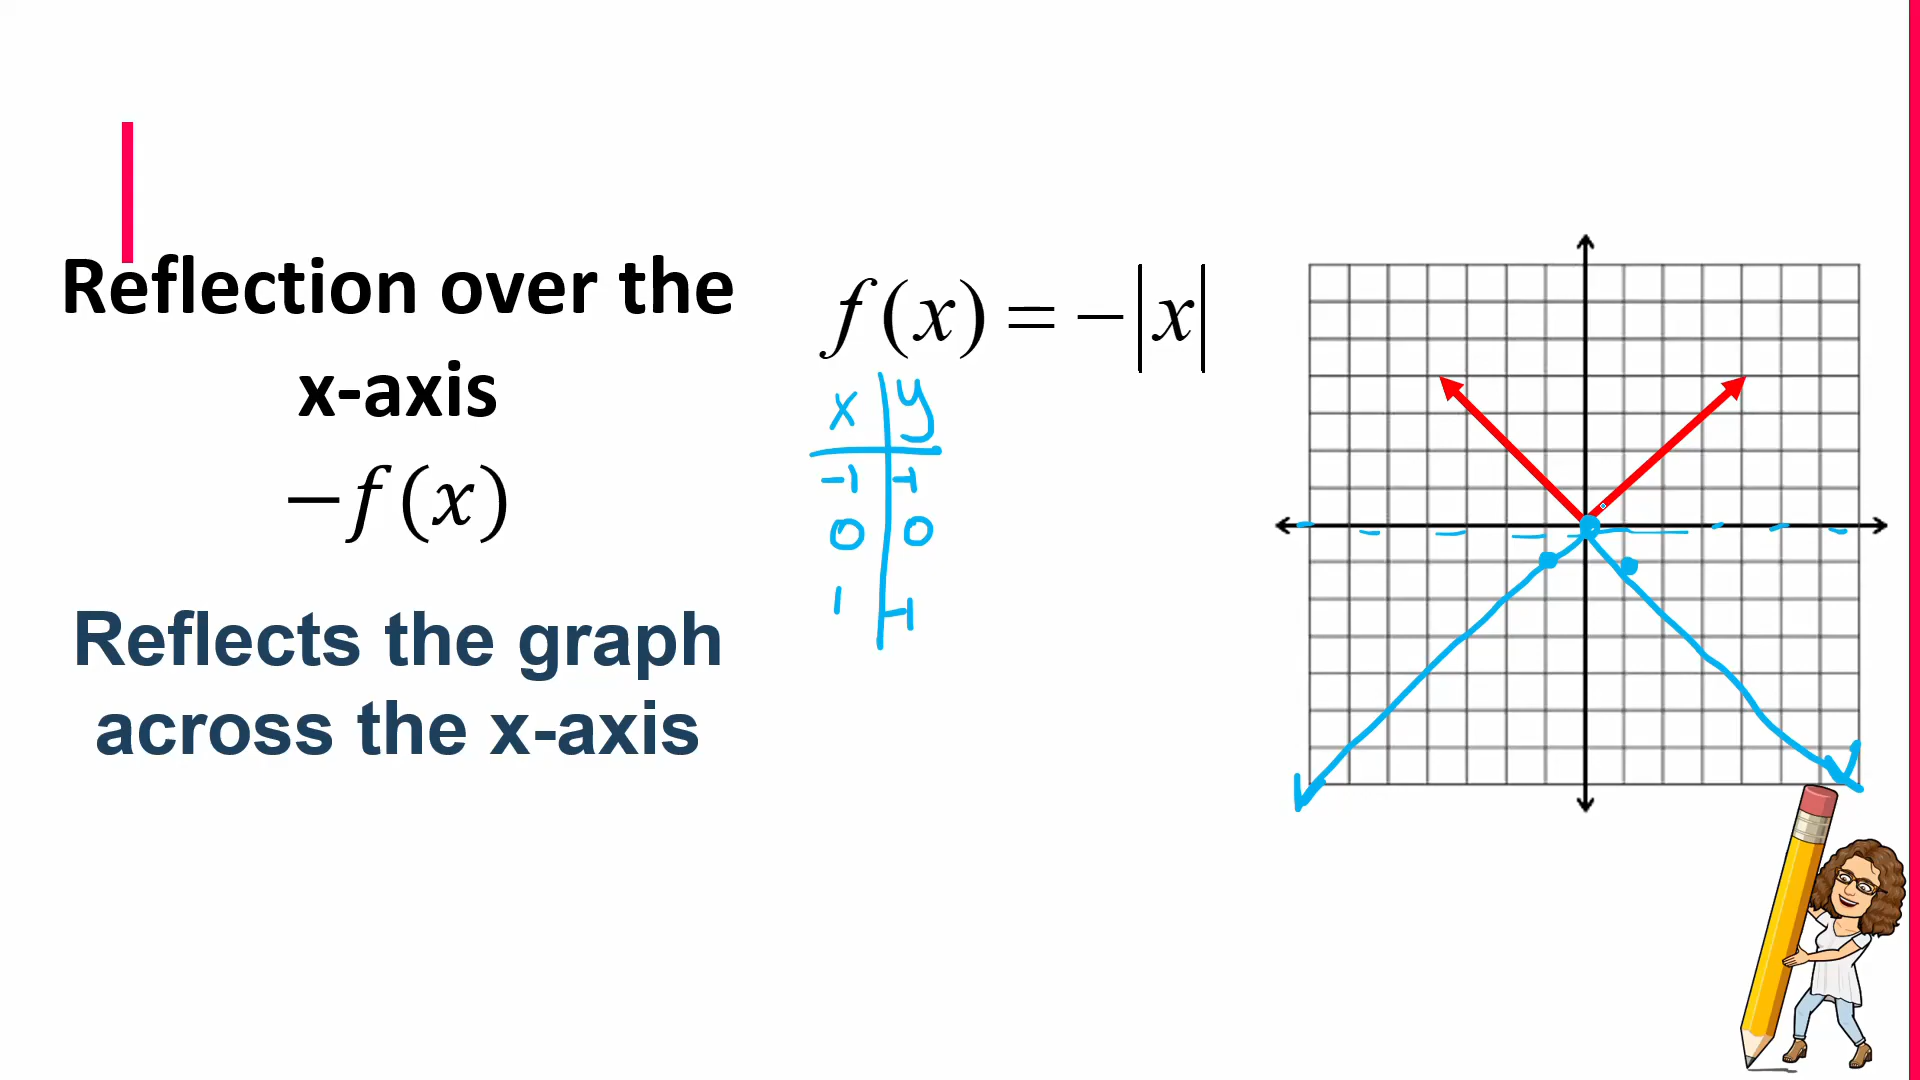 Reflection over the
x-axis
−f(x)
Reflects the graph
across the x-axis
f(x) = −|x|
x y
-1 -1
0 0
1 -1